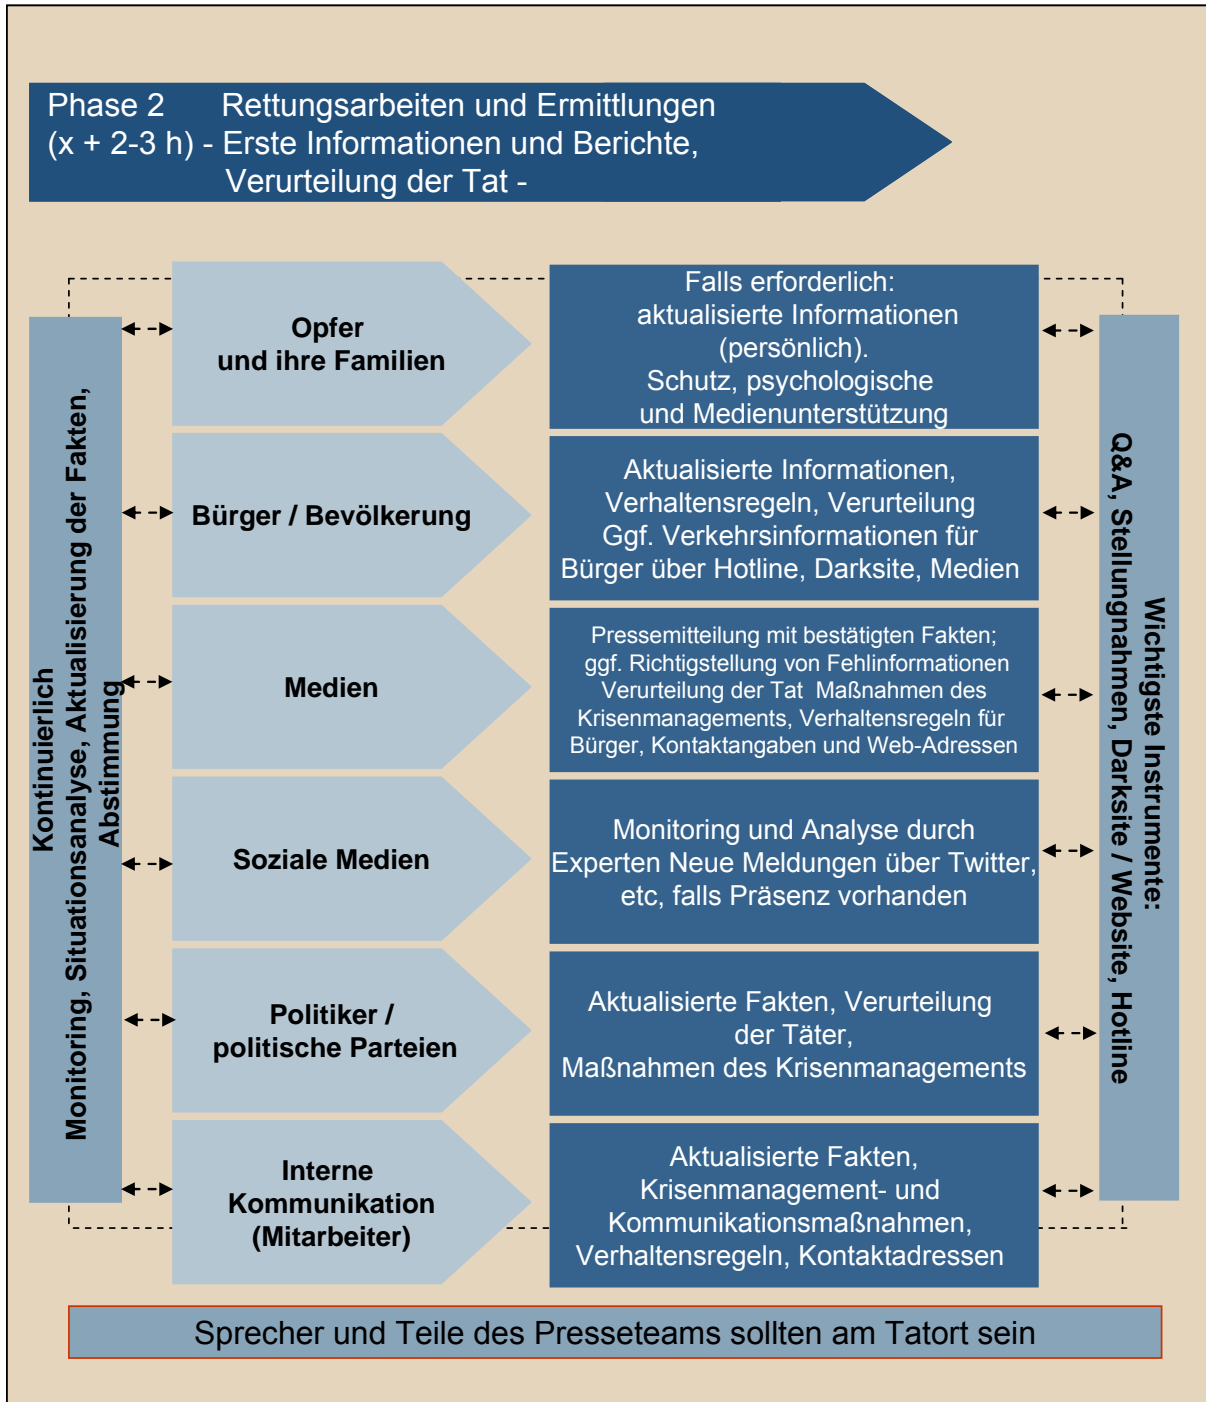 Phase 2 Rettungsarbeiten und Ermittlungen
(x + 2-3 h) - Erste Informationen und Berichte,
Verurteilung der Tat -
Kontinuierlich
Monitoring, Situationsanalyse, Aktualisierung der Fakten,
Abstimmung
Opfer
und ihre Familien
Falls erforderlich:
aktualisierte Informationen
(persönlich).
Schutz, psychologische
und Medienunterstützung
Bürger / Bevölkerung
Aktualisierte Informationen,
Verhaltensregeln, Verurteilung
Ggf. Verkehrsinformationen für
Bürger über Hotline, Darksite, Medien
Medien
Pressemitteilung mit bestätigten Fakten;
ggf. Richtigstellung von Fehlinformationen
Verurteilung der Tat Maßnahmen des
Krisenmanagements, Verhaltensregeln für
Bürger, Kontaktangaben und Web-Adressen
Soziale Medien
Monitoring und Analyse durch
Experten Neue Meldungen über Twitter,
etc, falls Präsenz vorhanden
Politiker /
politische Parteien
Aktualisierte Fakten, Verurteilung
der Täter,
Maßnahmen des Krisenmanagements
Interne
Kommunikation
(Mitarbeiter)
Aktualisierte Fakten,
Krisenmanagement- und
Kommunikationsmaßnahmen,
Verhaltensregeln, Kontaktadressen
Wichtigste Instrumente:
Q&A, Stellungnahmen, Darksite / Website, Hotline
Sprecher und Teile des Presseteams sollten am Tatort sein